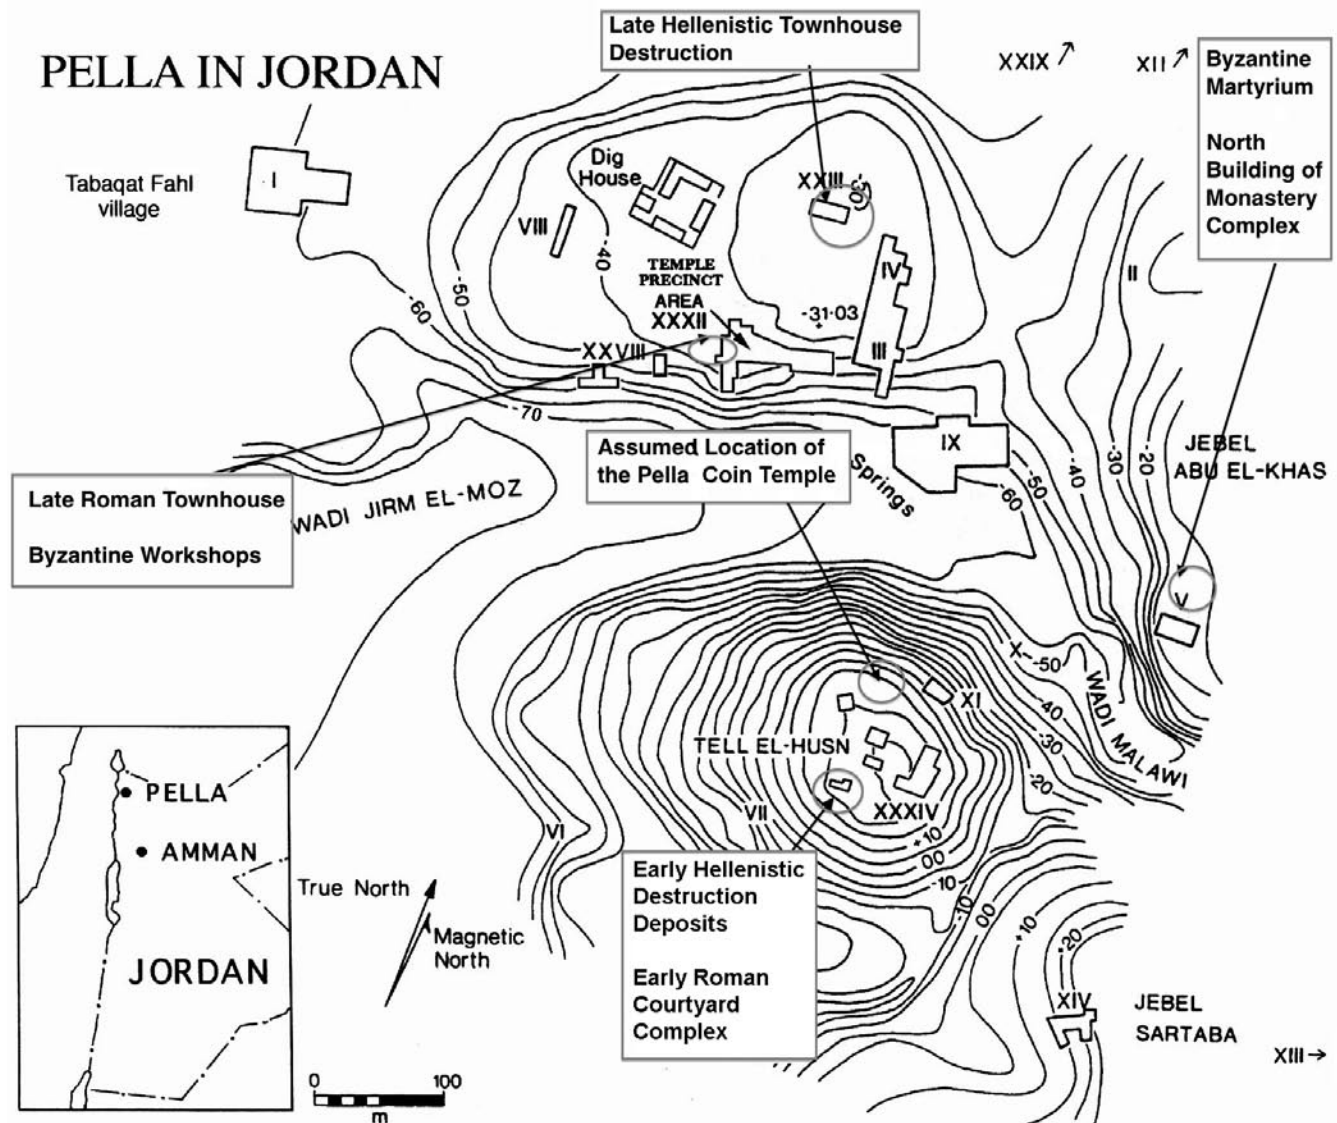 Late Hellenistic Townhouse
Destruction
XXIX
XII
Byzantine
Martyrium
North
Building of
Monastery
Complex
PELLA IN JORDAN
Tabaqat Fahl
village
I
Dig
House
VIII
XXIII
-30
-40
-50
-60
TEMPLE
PRECINCT
AREA
XXXII
IV
-31·03
III
II
XXVIII
-70
Assumed Location of
the Pella Coin Temple
IX
Springs
-60
-50
-40
-30
-20
JEBEL
ABU EL-KHAS
Late Roman Townhouse
Byzantine Workshops
WADI JIRM EL-MOZ
V
X
-50
-40
-30
-20
WADI MALAWI
XI
TELL EL-HUSN
VII
XXXIV
+10
00
-10
VI
-10
00
+10
+20
Early Hellenistic
Destruction
Deposits
Early Roman
Courtyard
Complex
PELLA
AMMAN
JORDAN
True North
Magnetic
North
0 100
m
XIV
JEBEL
SARTABA
XIII